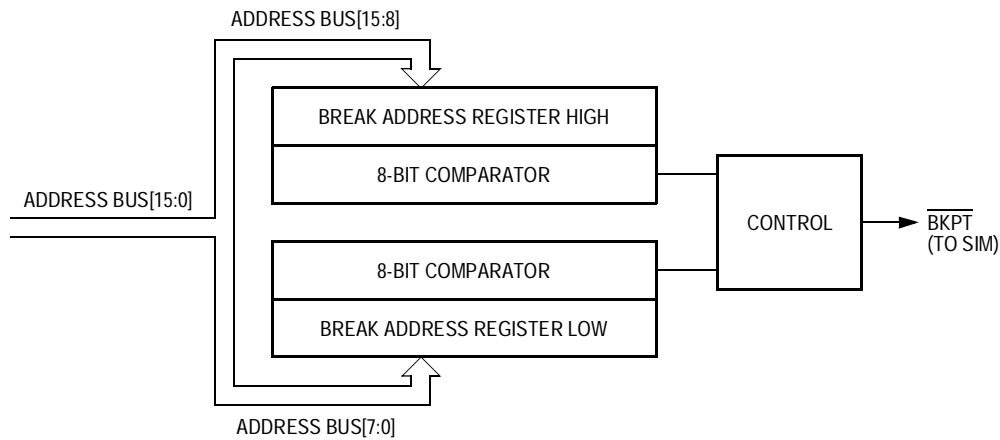 ADDRESS BUS[15:8]
BREAK ADDRESS REGISTER HIGH
8-BIT COMPARATOR
ADDRESS BUS[15:0]
CONTROL
BKPT
(TO SIM)
8-BIT COMPARATOR
BREAK ADDRESS REGISTER LOW
ADDRESS BUS[7:0]